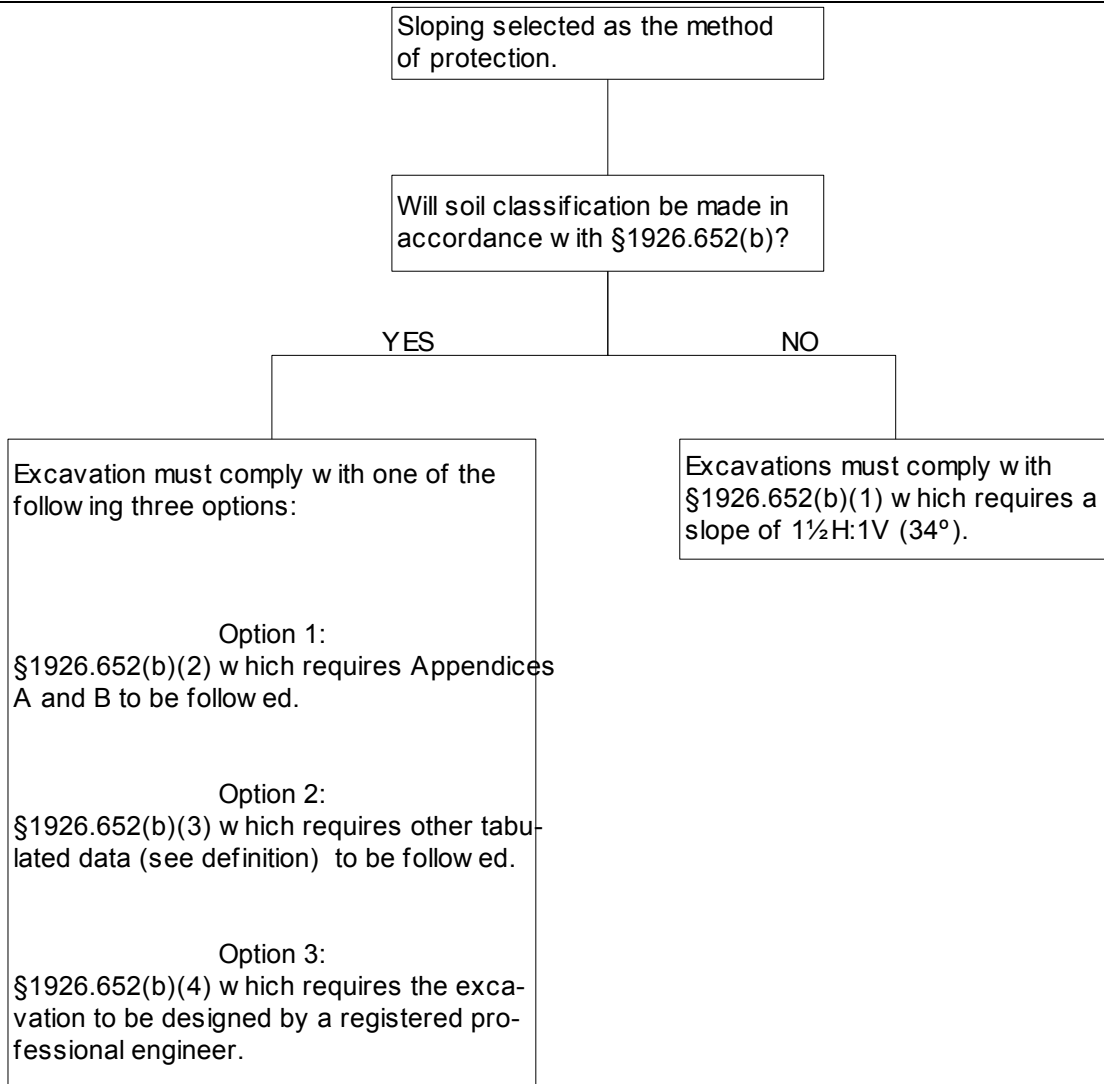 Sloping selected as the method
of protection.
Will soil classification be made in
accordance with §1926.652(b)?
YES
NO
Excavation must comply with one of the
following three options:
Option 1:
§1926.652(b)(2) which requires Appendices
A and B to be followed.
Option 2:
§1926.652(b)(3) which requires other tabu-
lated data (see definition) to be followed.
Option 3:
§1926.652(b)(4) which requires the exca-
vation to be designed by a registered pro-
fessional engineer.
Excavations must comply with
§1926.652(b)(1) which requires a
slope of 1½H:1V (34º).